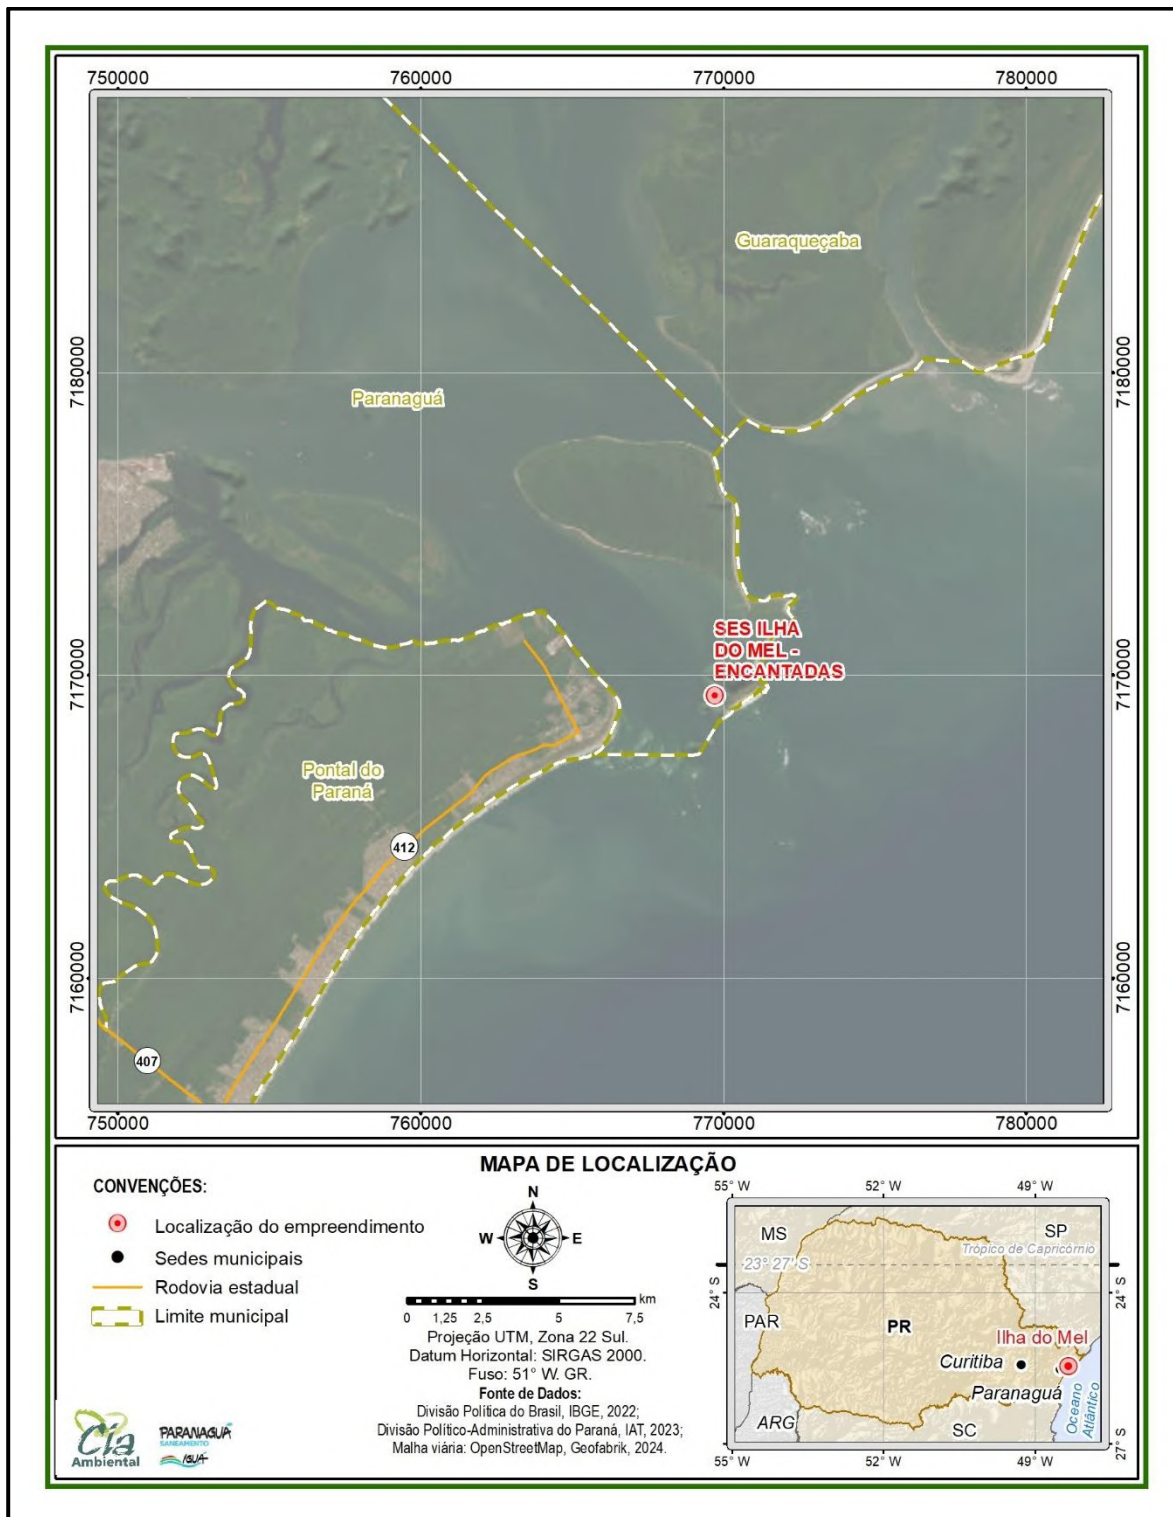 750000 760000 770000 780000
Guaraqueçaba
7180000 7180000
Paranaguá
SES ILHA
DO MEL -
ENCANTADAS
7170000 7170000
Pontal do
Paraná
412
7160000 7160000
407
750000 760000 770000 780000
MAPA DE LOCALIZAÇÃO
CONVENÇÕES:
Localização do empreendimento
Sedes municipais
Rodovia estadual
Limite municipal
N
W E
S
km
0 1,25 2,5 5 7,5
Projeção UTM, Zona 22 Sul.
Datum Horizontal: SIRGAS 2000.
Fuso: 51° W. GR.
Fonte de Dados:
Divisão Política do Brasil, IBGE, 2022;
Divisão Político-Administrativa do Paraná, IAT, 2023;
Malha viária: OpenStreetMap, Geofabrik, 2024.
Cia
Ambiental
PARANAGUÁ
SANEAMENTO
IGUÁ
55° W 52° W 49° W
MS SP
Trópico de Capricórnio
23° 27' S
24° S 24° S
PAR PR
Ilha do Mel
Curitiba
Paranaguá
Oceano
Atlântico
ARG SC
27° S
55° W 52° W 49° W